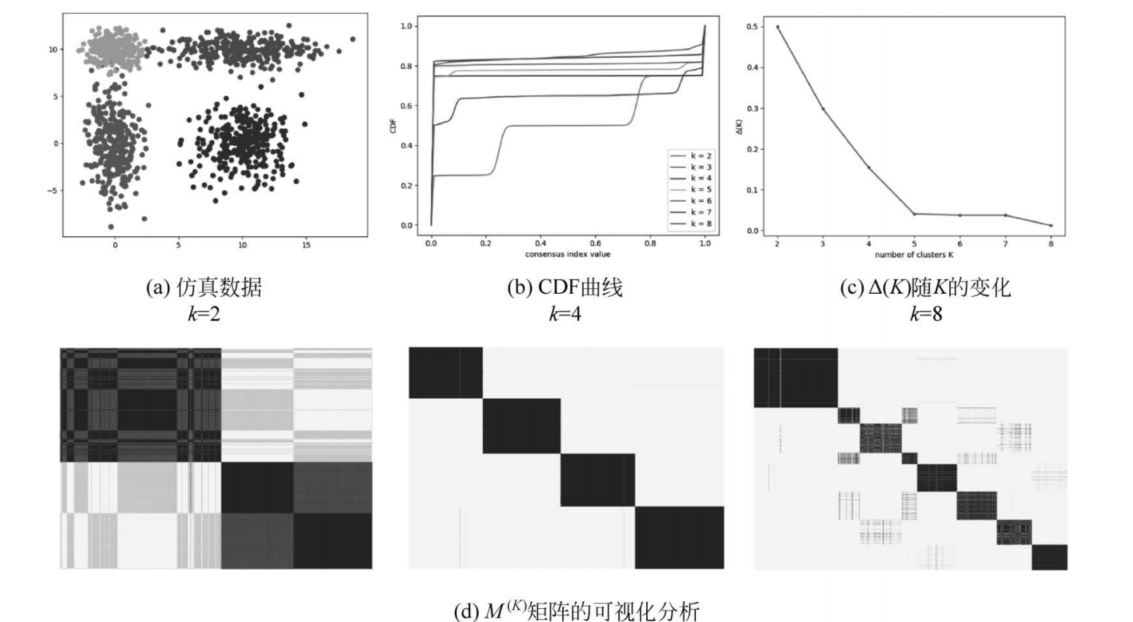 10
5
0
−5
0
5
10
15
1.0
0.8
0.6
0.4
0.2
0.0
CDF
k = 2
k = 3
k = 4
k = 5
k = 6
k = 7
k = 8
0.0
0.2
0.4
0.6
0.8
1.0
consensus index value
0.5
0.4
0.3
0.2
0.1
0.0
Δ(K)
2
3
4
5
6
7
8
number of clusters K
(a) 仿真数据
(b) CDF曲线
(c) Δ(K)随K的变化
k=2
k=4
k=8
(d) M⁽ᴷ⁾矩阵的可视化分析